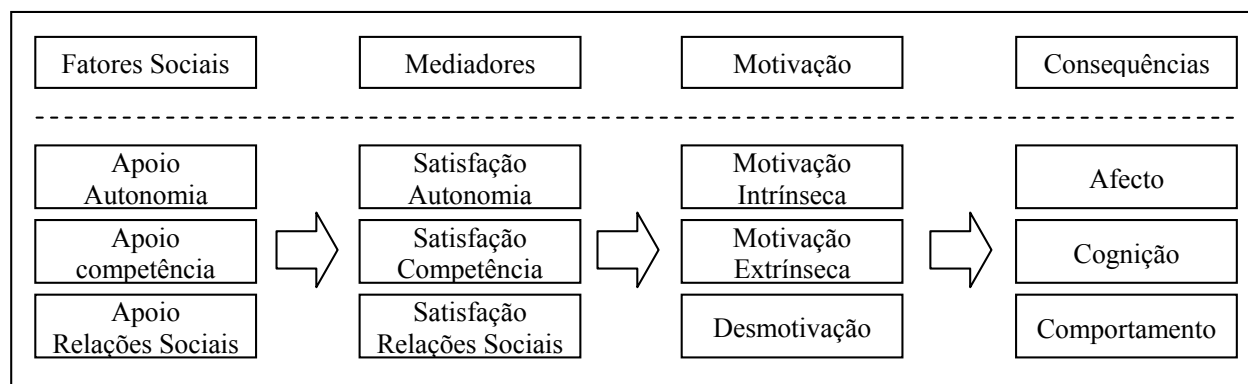 Fatores Sociais
Mediadores
Motivação
Consequências
Apoio
Autonomia
Satisfação
Autonomia
Motivação
Intrínseca
Afecto
Apoio
competência
Satisfação
Competência
Motivação
Extrínseca
Cognição
Apoio
Relações Sociais
Satisfação
Relações Sociais
Desmotivação
Comportamento